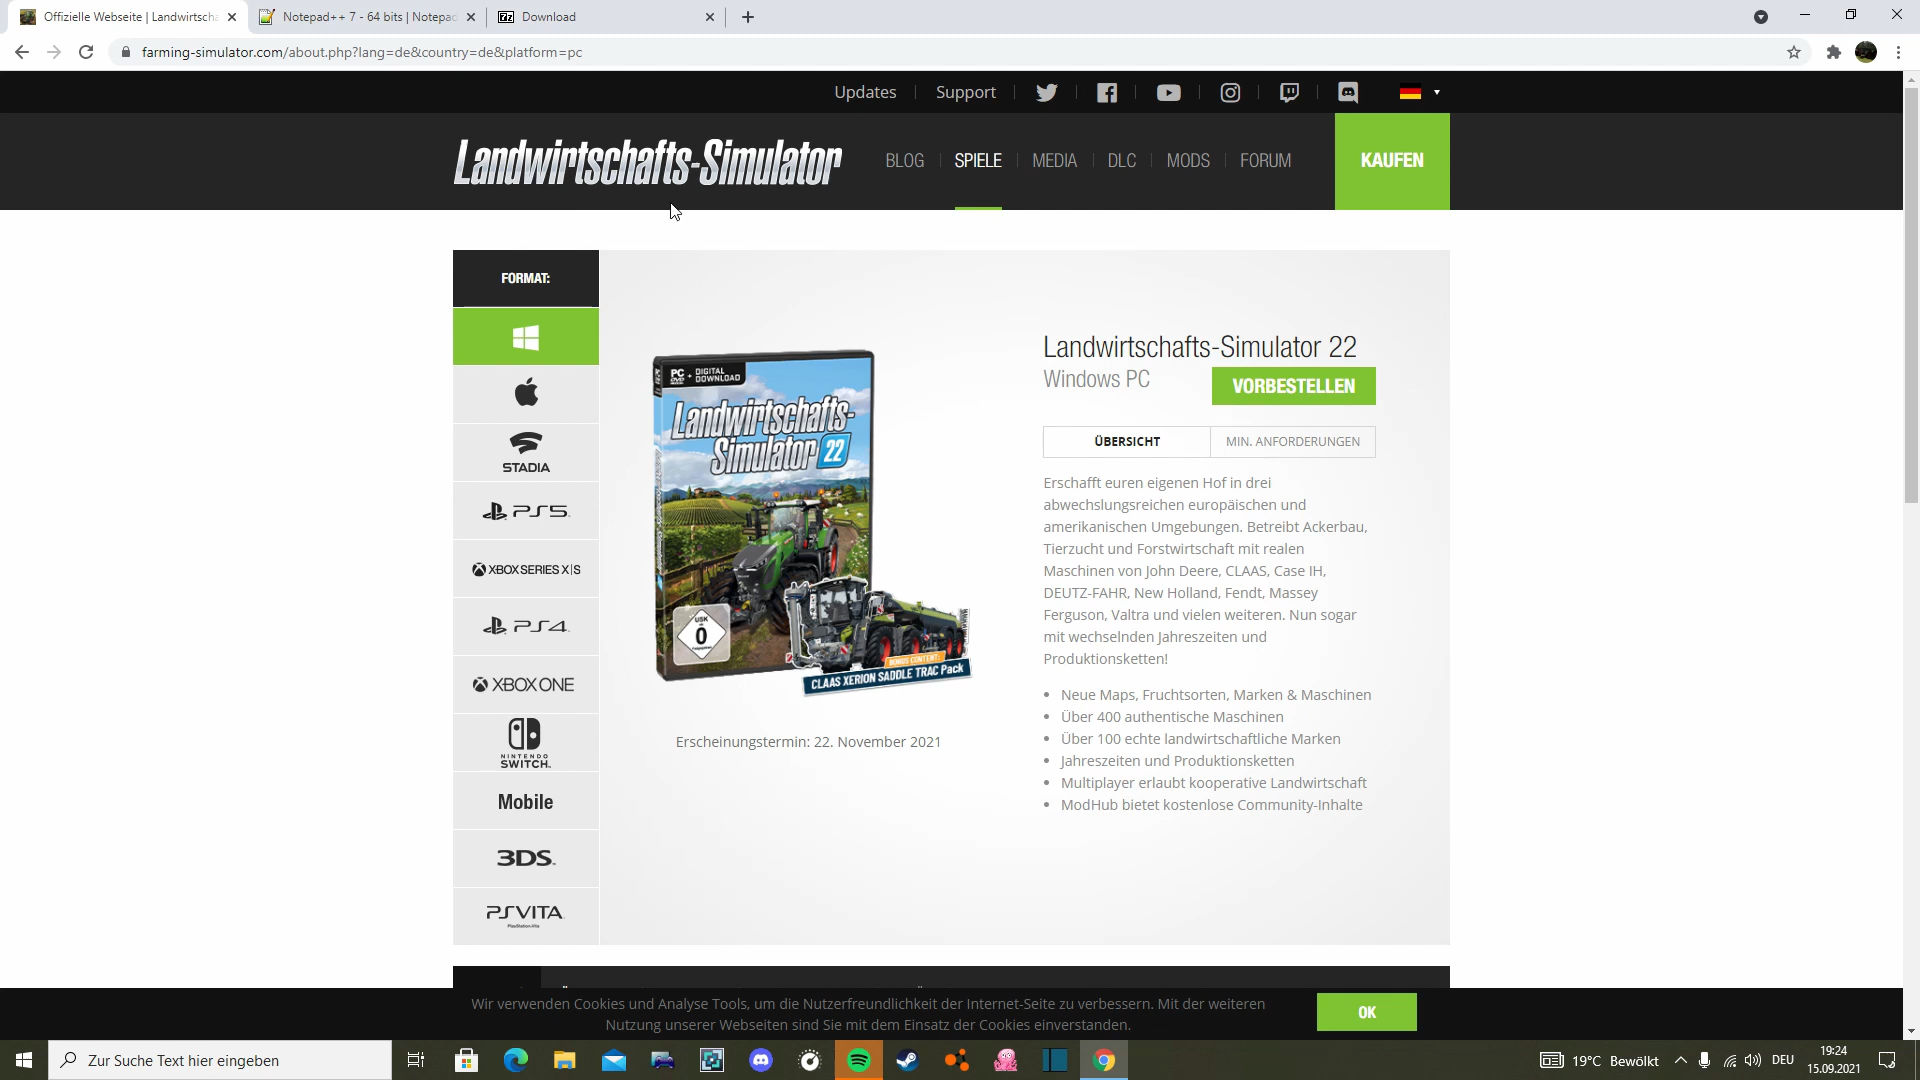 Offizielle Webseite | Landwirtscha
Notepad++ 7 - 64 bits | Notepad
7z Download
farming-simulator.com/about.php?lang=de&country=de&platform=pc
Updates
Support
Landwirtschafts-Simulator
BLOG
SPIELE
MEDIA
DLC
MODS
FORUM
KAUFEN
FORMAT:
STADIA
PS5
XBOX SERIES X|S
PS4
XBOX ONE
NINTENDO
SWITCH
Mobile
3DS
PSVITA
PlayStation Vita
PC DVD + DIGITAL DOWNLOAD
Landwirtschafts-
Simulator 22
USK
0
BONUS CONTENT:
CLAAS XERION SADDLE TRAC Pack
Erscheinungstermin: 22. November 2021
Landwirtschafts-Simulator 22
Windows PC
VORBESTELLEN
ÜBERSICHT
MIN. ANFORDERUNGEN
Erschafft euren eigenen Hof in drei
abwechslungsreichen europäischen und
amerikanischen Umgebungen. Betreibt Ackerbau,
Tierzucht und Forstwirtschaft mit realen
Maschinen von John Deere, CLAAS, Case IH,
DEUTZ-FAHR, New Holland, Fendt, Massey
Ferguson, Valtra und vielen weiteren. Nun sogar
mit wechselnden Jahreszeiten und
Produktionsketten!
• Neue Maps, Fruchtsorten, Marken & Maschinen
• Über 400 authentische Maschinen
• Über 100 echte landwirtschaftliche Marken
• Jahreszeiten und Produktionsketten
• Multiplayer erlaubt kooperative Landwirtschaft
• ModHub bietet kostenlose Community-Inhalte
Wir verwenden Cookies und Analyse Tools, um die Nutzerfreundlichkeit der Internet-Seite zu verbessern. Mit der weiteren
Nutzung unserer Webseiten sind Sie mit dem Einsatz der Cookies einverstanden.
OK
Zur Suche Text hier eingeben
19°C Bewölkt
DEU
19:24
15.09.2021